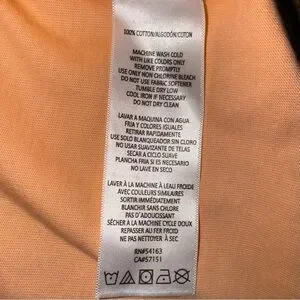 100% COTTON/ALGODÓN/COTON
MACHINE WASH COLD
WITH LIKE COLORS ONLY
REMOVE PROMPTLY
USE ONLY NON CHLORINE BLEACH
DO NOT USE FABRIC SOFTENER
TUMBLE DRY LOW
COOL IRON IF NECESSARY
DO NOT DRY CLEAN
LAVAR A MAQUINA CON AGUA
FRIA Y COLORES IGUALES
RETIRAR RAPIDAMENTE
USE SOLO BLANQUEADOR SIN CLORO
NO USAR SUAVIZANTE DE TELAS
SECAR A CICLO SUAVE
PLANCHA FRIA SI ES NECESARIO
NO LAVE EN SECO
LAVER À LA MACHINE À L'EAU FROIDE
AVEC COULEURS SIMILAIRES
SORTIR IMMÉDIATEMENT
BLANCHIR SANS CHLORE
PAS D'ADOUCISSANT
SÉCHER À LA MACHINE CYCLE DOUX
REPASSER AU FER FROID
NE PAS NETTOYER À SEC
RN#54163
CA#57151